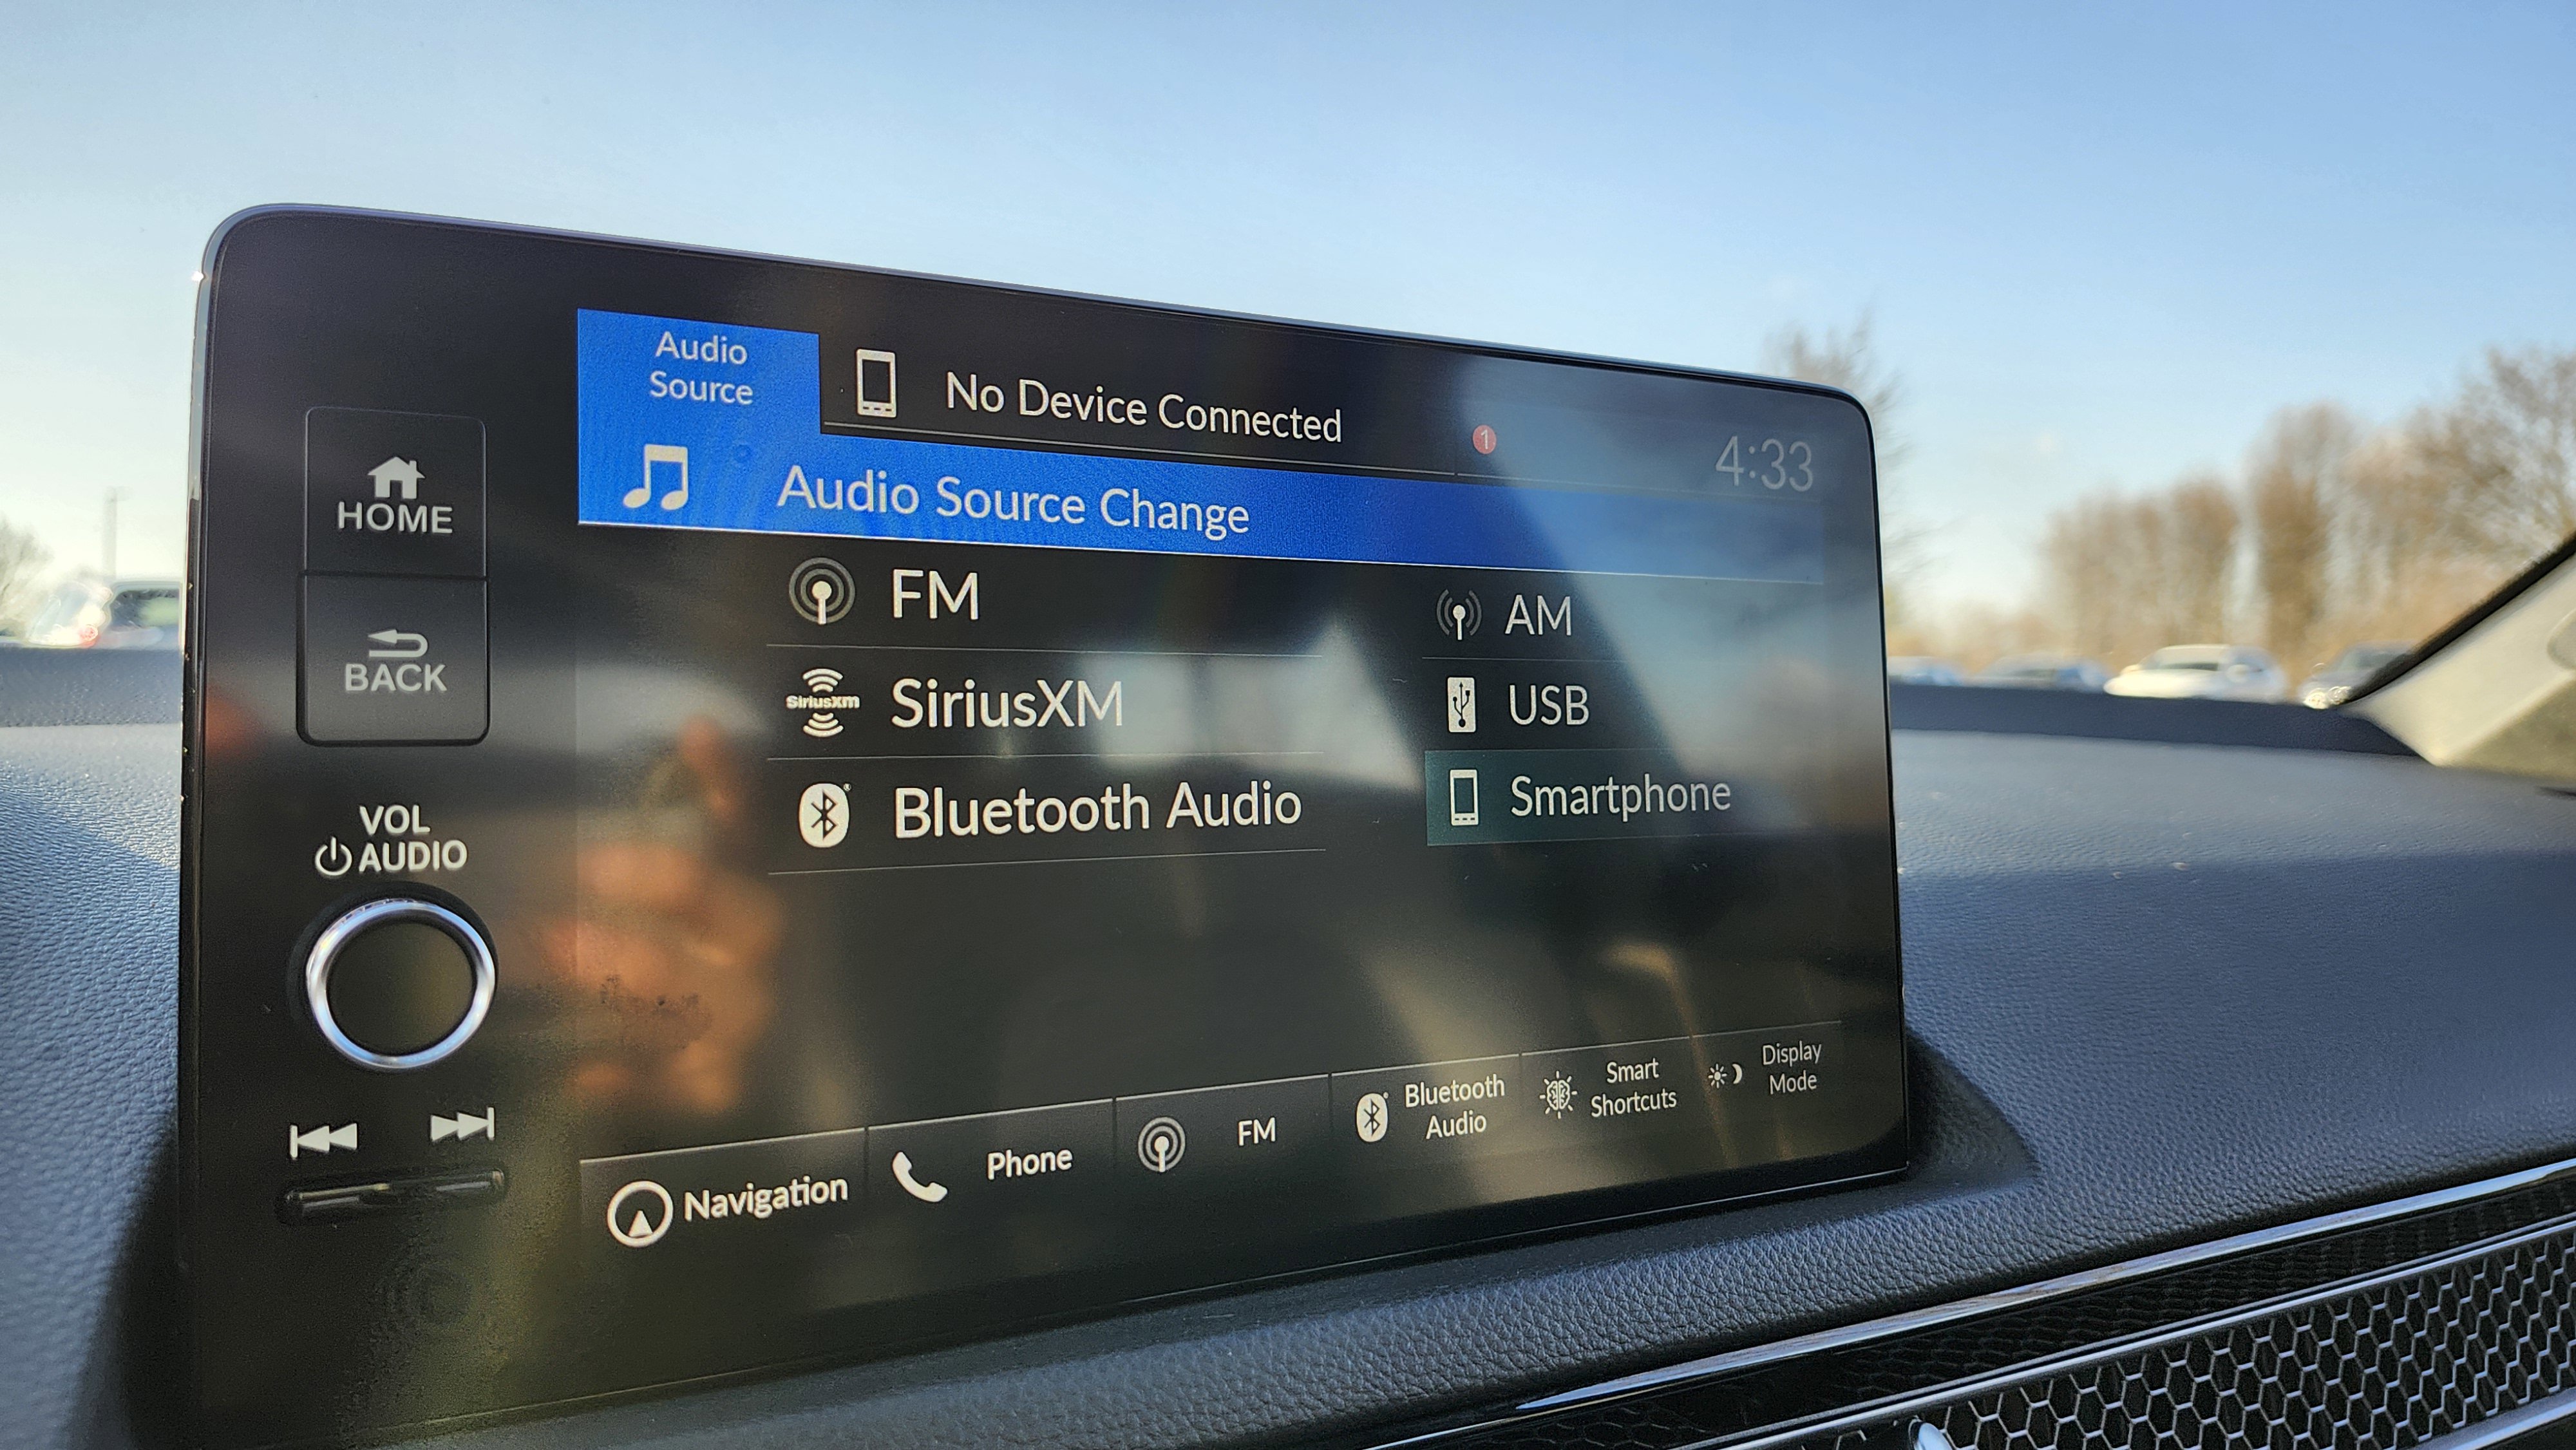 Audio
Source
No Device Connected
1
4:33
Audio Source Change
HOME
BACK
VOL
AUDIO
FM
AM
SiriusXM
SiriusXM
USB
Bluetooth Audio
Smartphone
Navigation
Phone
FM
Bluetooth
Audio
Smart
Shortcuts
Display
Mode